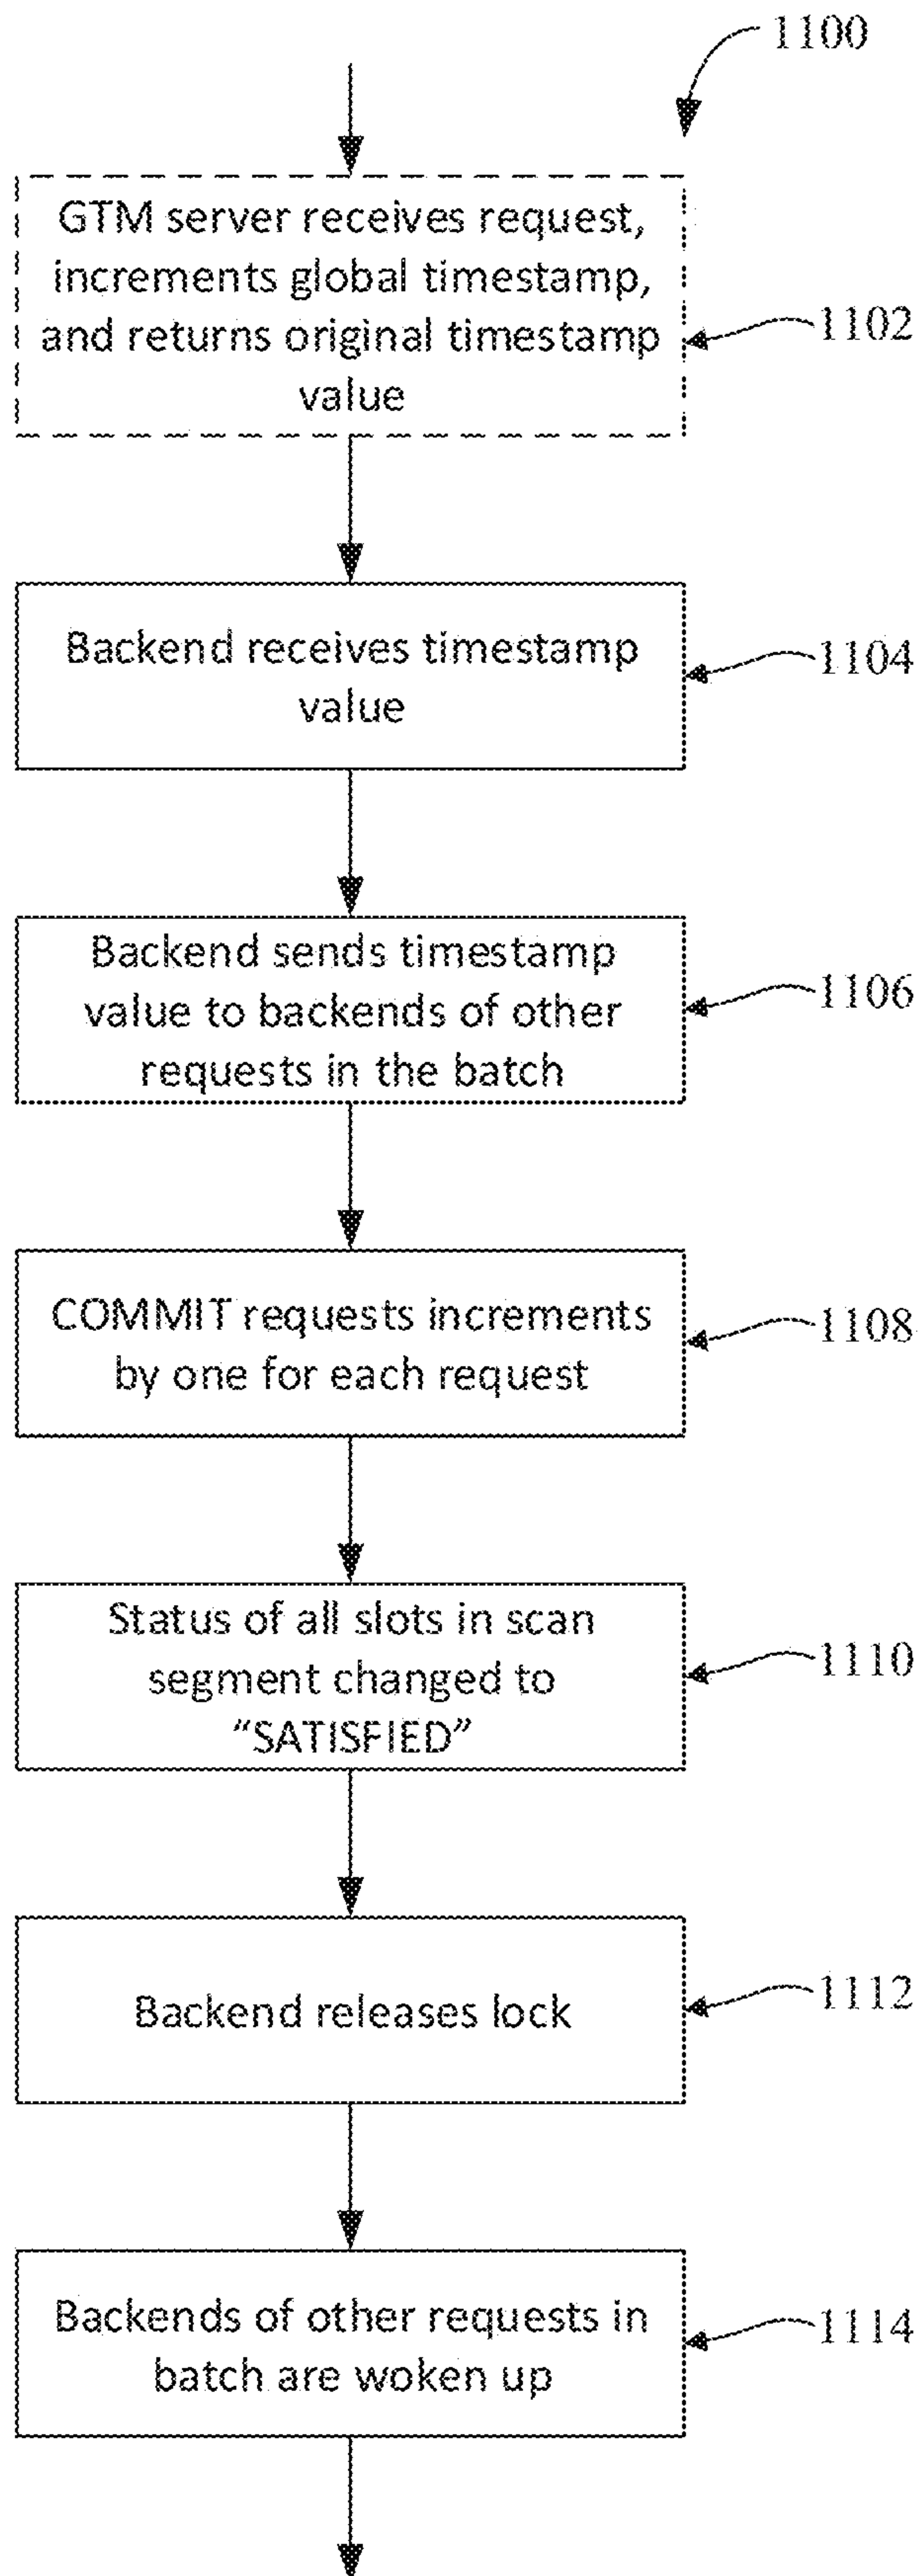 1100
GTM server receives request,
increments global timestamp,
and returns original timestamp
value
1102
Backend receives timestamp
value
1104
Backend sends timestamp
value to backends of other
requests in the batch
1106
COMMIT requests increments
by one for each request
1108
Status of all slots in scan
segment changed to
“SATISFIED”
1110
Backend releases lock
1112
Backends of other requests in
batch are woken up
1114